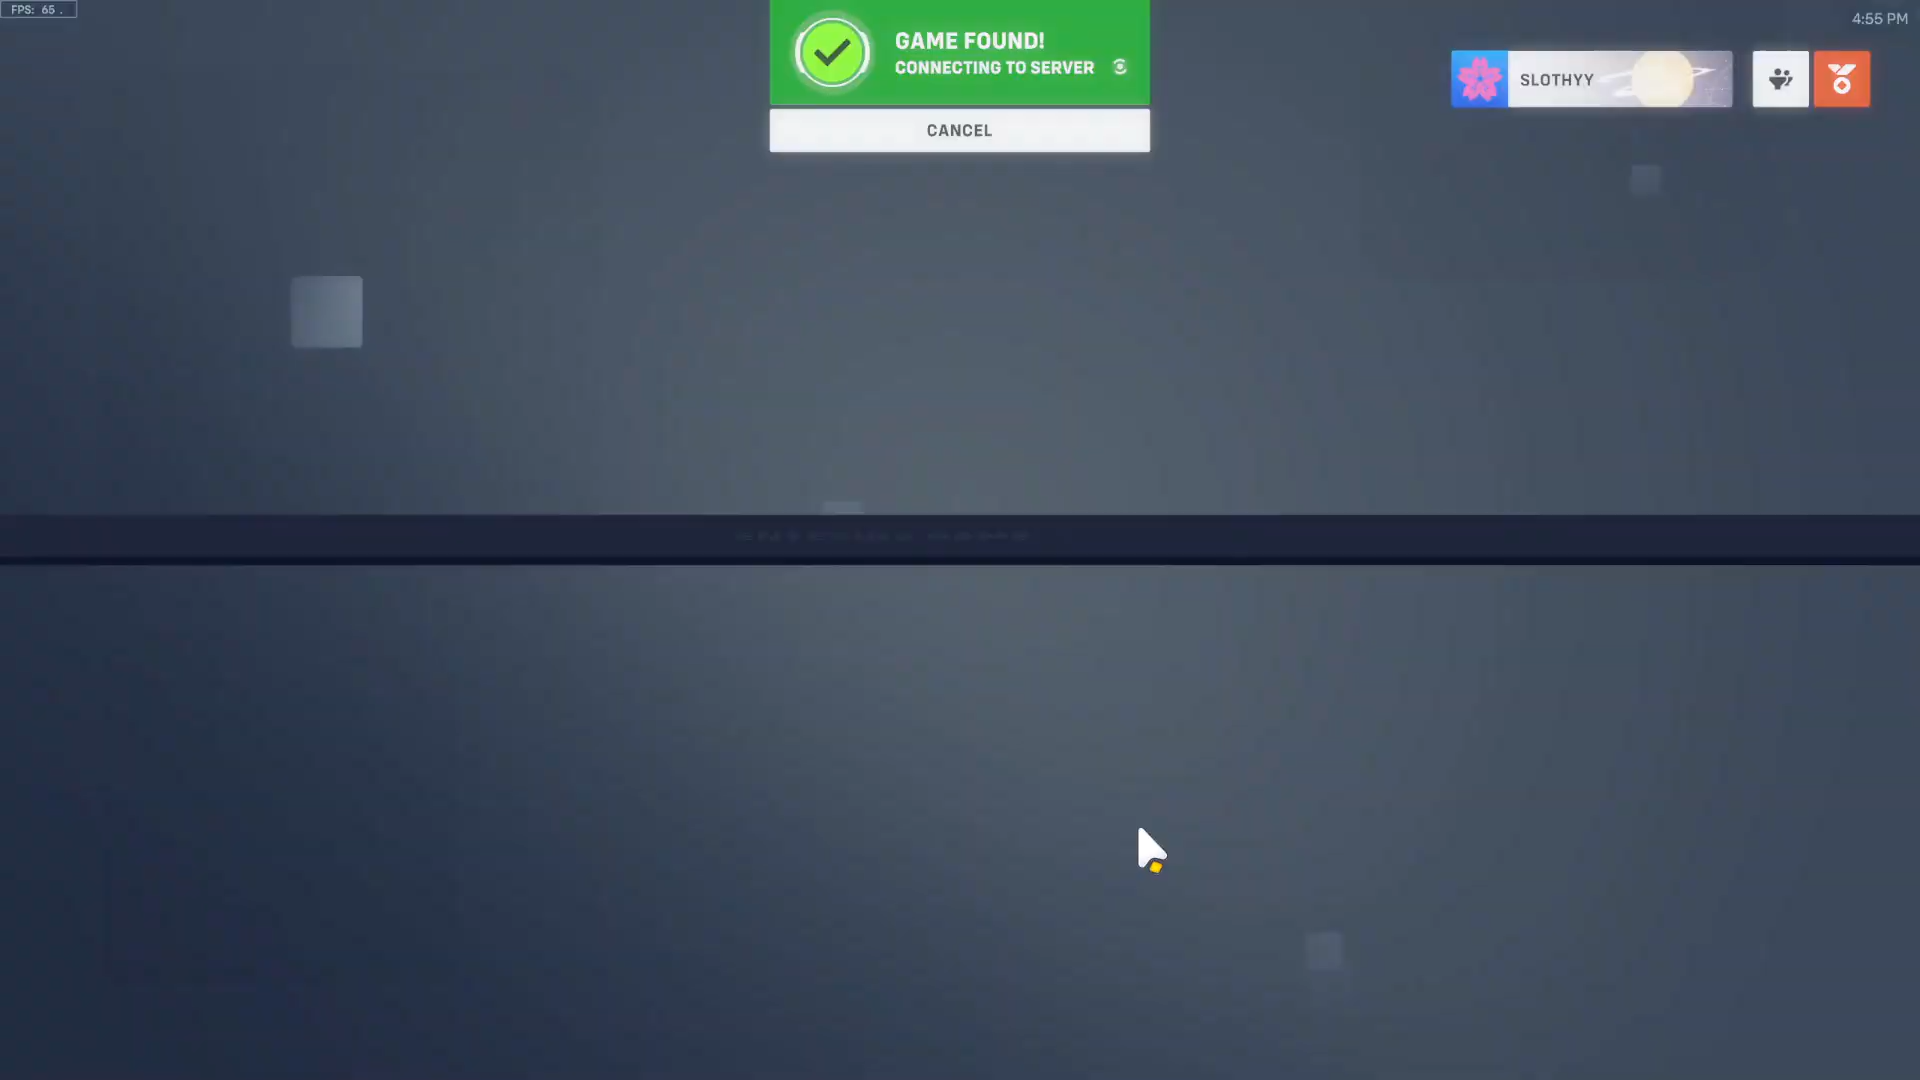 FPS: 65 .
4:55 PM
GAME FOUND!
CONNECTING TO SERVER
SLOTHYY
CANCEL